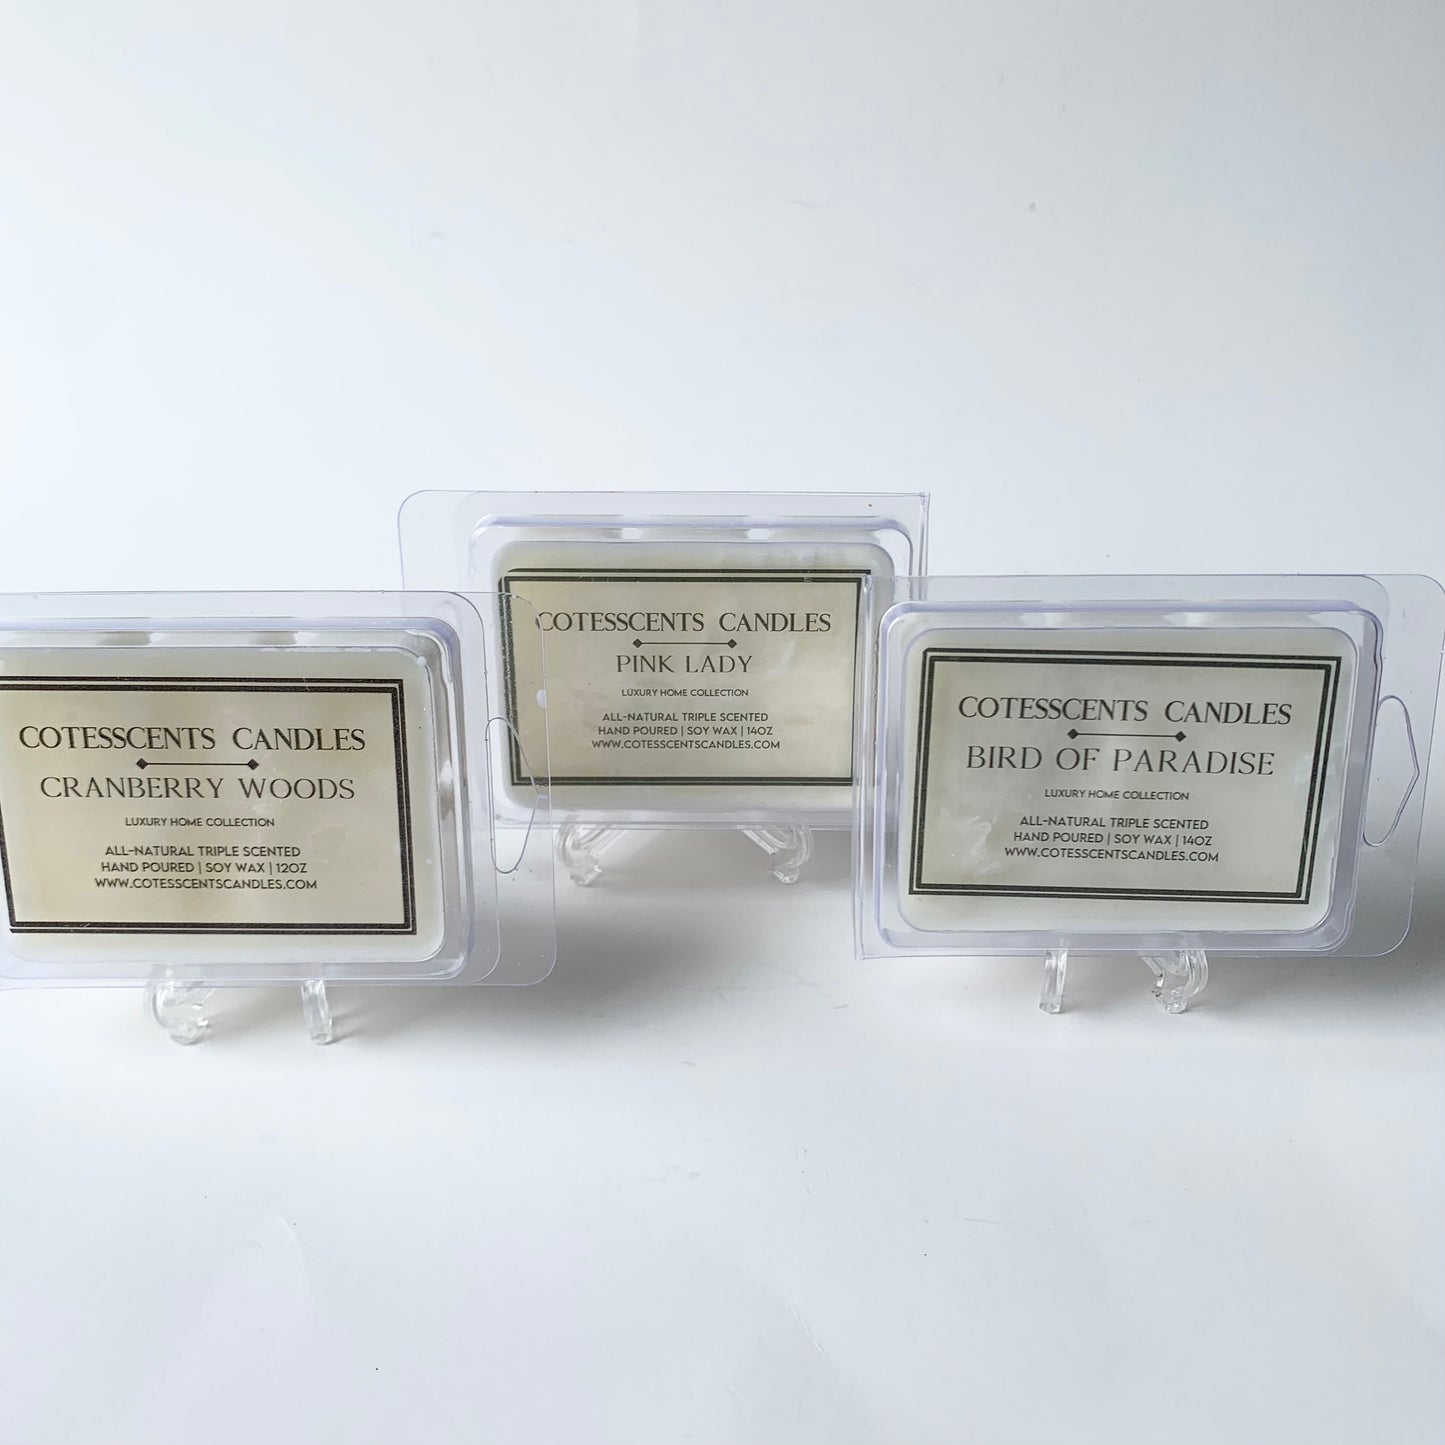 COTESSCENTS CANDLES
PINK LADY
LUXURY HOME COLLECTION
ALL-NATURAL TRIPLE SCENTED
HAND POURED | SOY WAX | 14OZ
WWW.COTESSCENTSCANDLES.COM
COTESSCENTS CANDLES
CRANBERRY WOODS
LUXURY HOME COLLECTION
ALL-NATURAL TRIPLE SCENTED
HAND POURED | SOY WAX | 12OZ
WWW.COTESSCENTSCANDLES.COM
COTESSCENTS CANDLES
BIRD OF PARADISE
LUXURY HOME COLLECTION
ALL-NATURAL TRIPLE SCENTED
HAND POURED | SOY WAX | 14OZ
WWW.COTESSCENTSCANDLES.COM